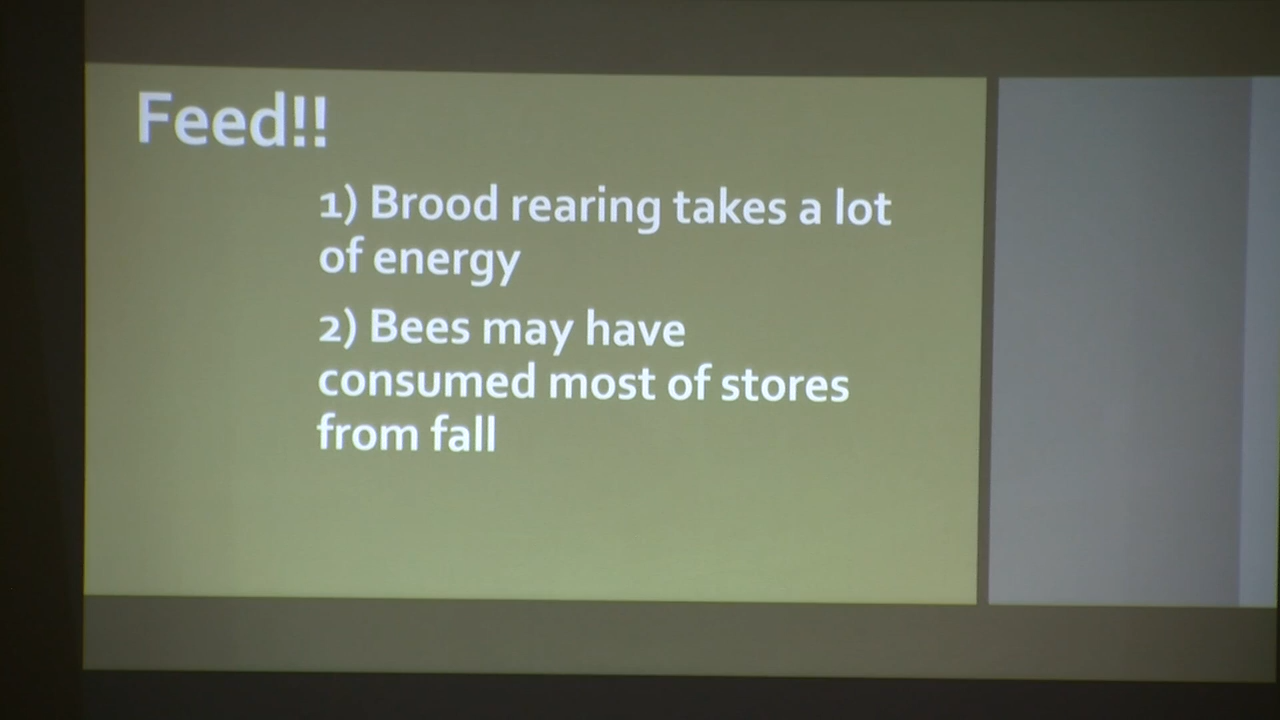 Feed!!
1) Brood rearing takes a lot
of energy
2) Bees may have
consumed most of stores
from fall